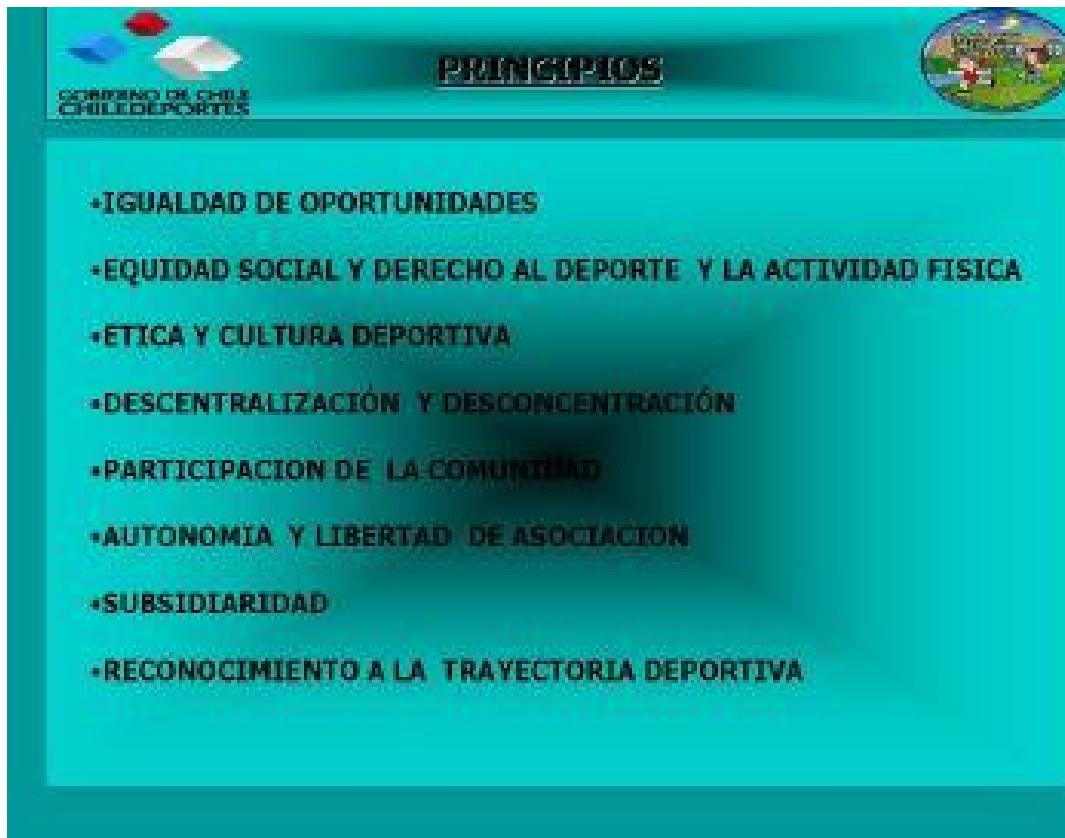 PRINCIPIOS
GOBIERNO DE CHILE
CHILEDEPORTES
•IGUALDAD DE OPORTUNIDADES
•EQUIDAD SOCIAL Y DERECHO AL DEPORTE Y LA ACTIVIDAD FISICA
•ETICA Y CULTURA DEPORTIVA
•DESCENTRALIZACIÓN Y DESCONCENTRACIÓN
•PARTICIPACION DE LA COMUNIDAD
•AUTONOMIA Y LIBERTAD DE ASOCIACION
•SUBSIDIARIDAD
•RECONOCIMIENTO A LA TRAYECTORIA DEPORTIVA